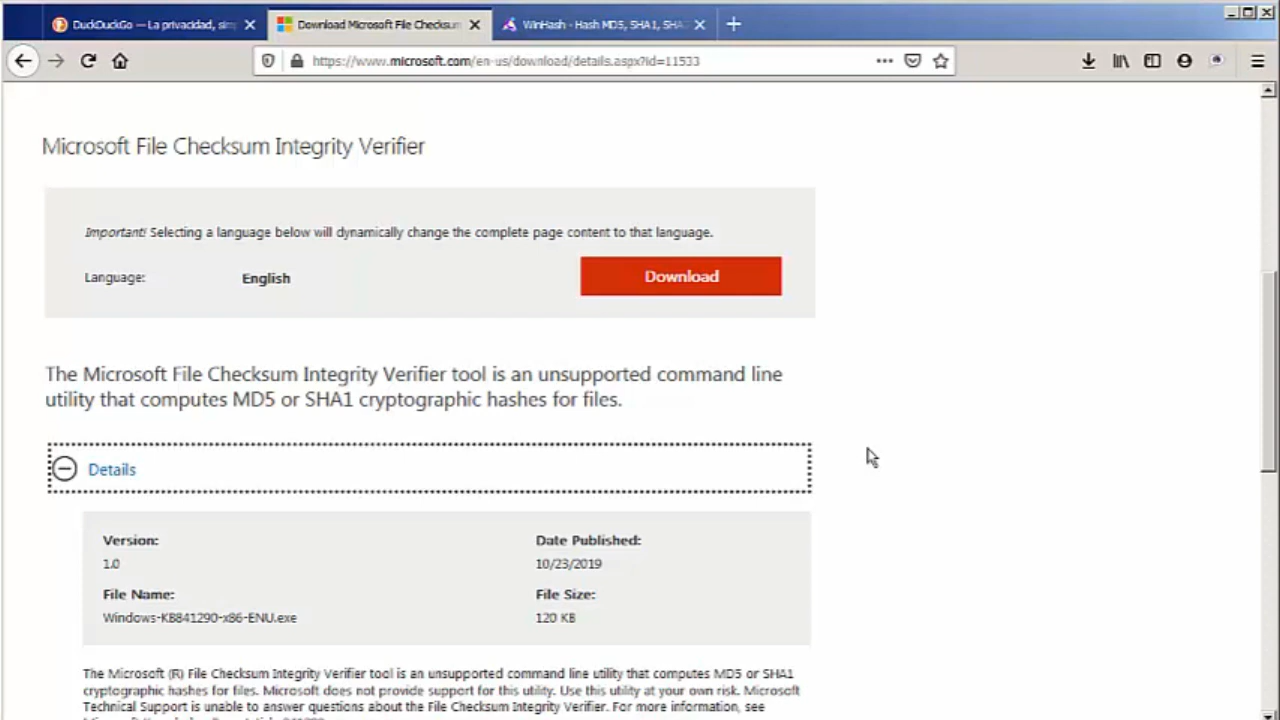 DuckDuckGo — La privacidad, sim
Download Microsoft File Checksum
WinHash - Hash MD5, SHA1, SHA
https://www.microsoft.com/en-us/download/details.aspx?id=11533
Microsoft File Checksum Integrity Verifier
Important! Selecting a language below will dynamically change the complete page content to that language.
Language:
English
Download
The Microsoft File Checksum Integrity Verifier tool is an unsupported command line
utility that computes MD5 or SHA1 cryptographic hashes for files.
Details
Version:
Date Published:
1.0
10/23/2019
File Name:
File Size:
Windows-KB841290-x86-ENU.exe
120 KB
The Microsoft (R) File Checksum Integrity Verifier tool is an unsupported command line utility that computes MD5 or SHA1
cryptographic hashes for files. Microsoft does not provide support for this utility. Use this utility at your own risk. Microsoft
Technical Support is unable to answer questions about the File Checksum Integrity Verifier. For more information, see